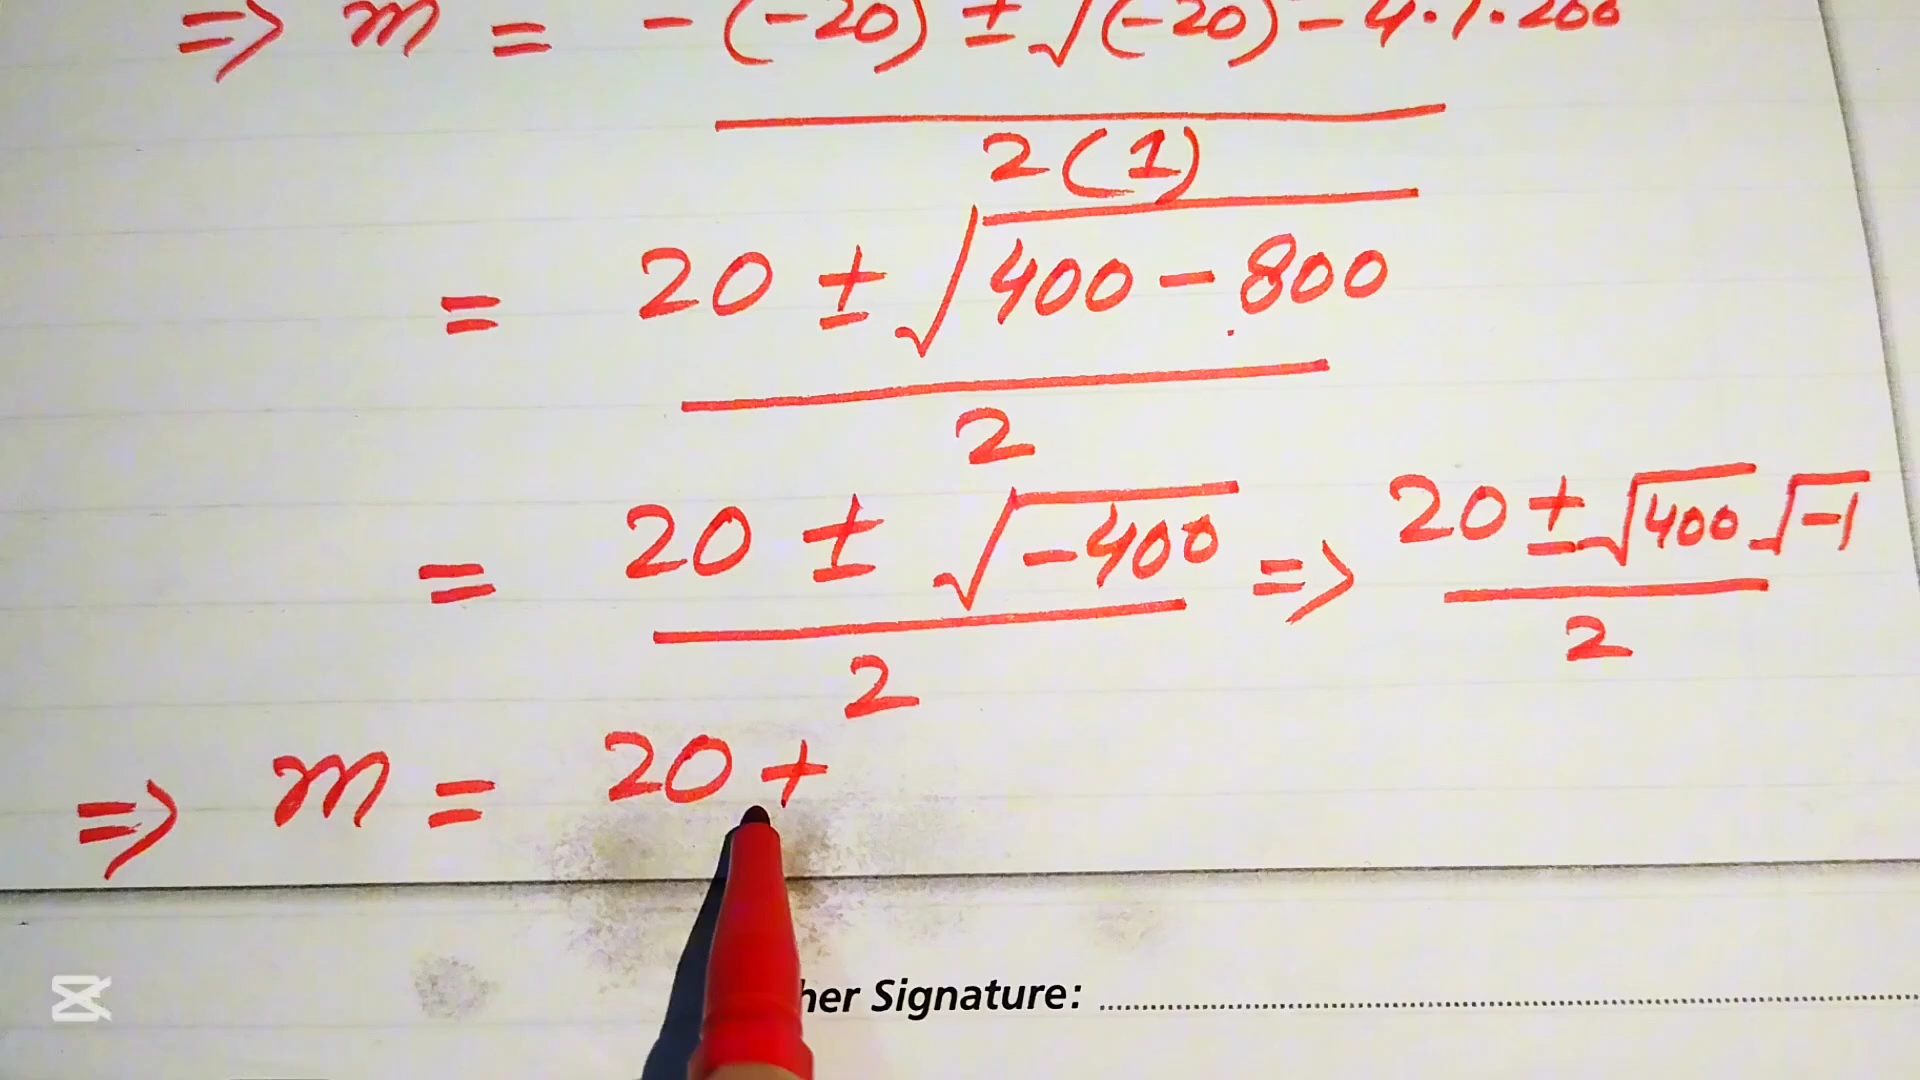 ⇒ m = -(-20) ± √(-20) - 4.1.200
2(1)
= 20 ± √400 - 800
2
= 20 ± √-400 ⇒ 20 ± √400 √-1
2 2
⇒ m = 20 +
her Signature: